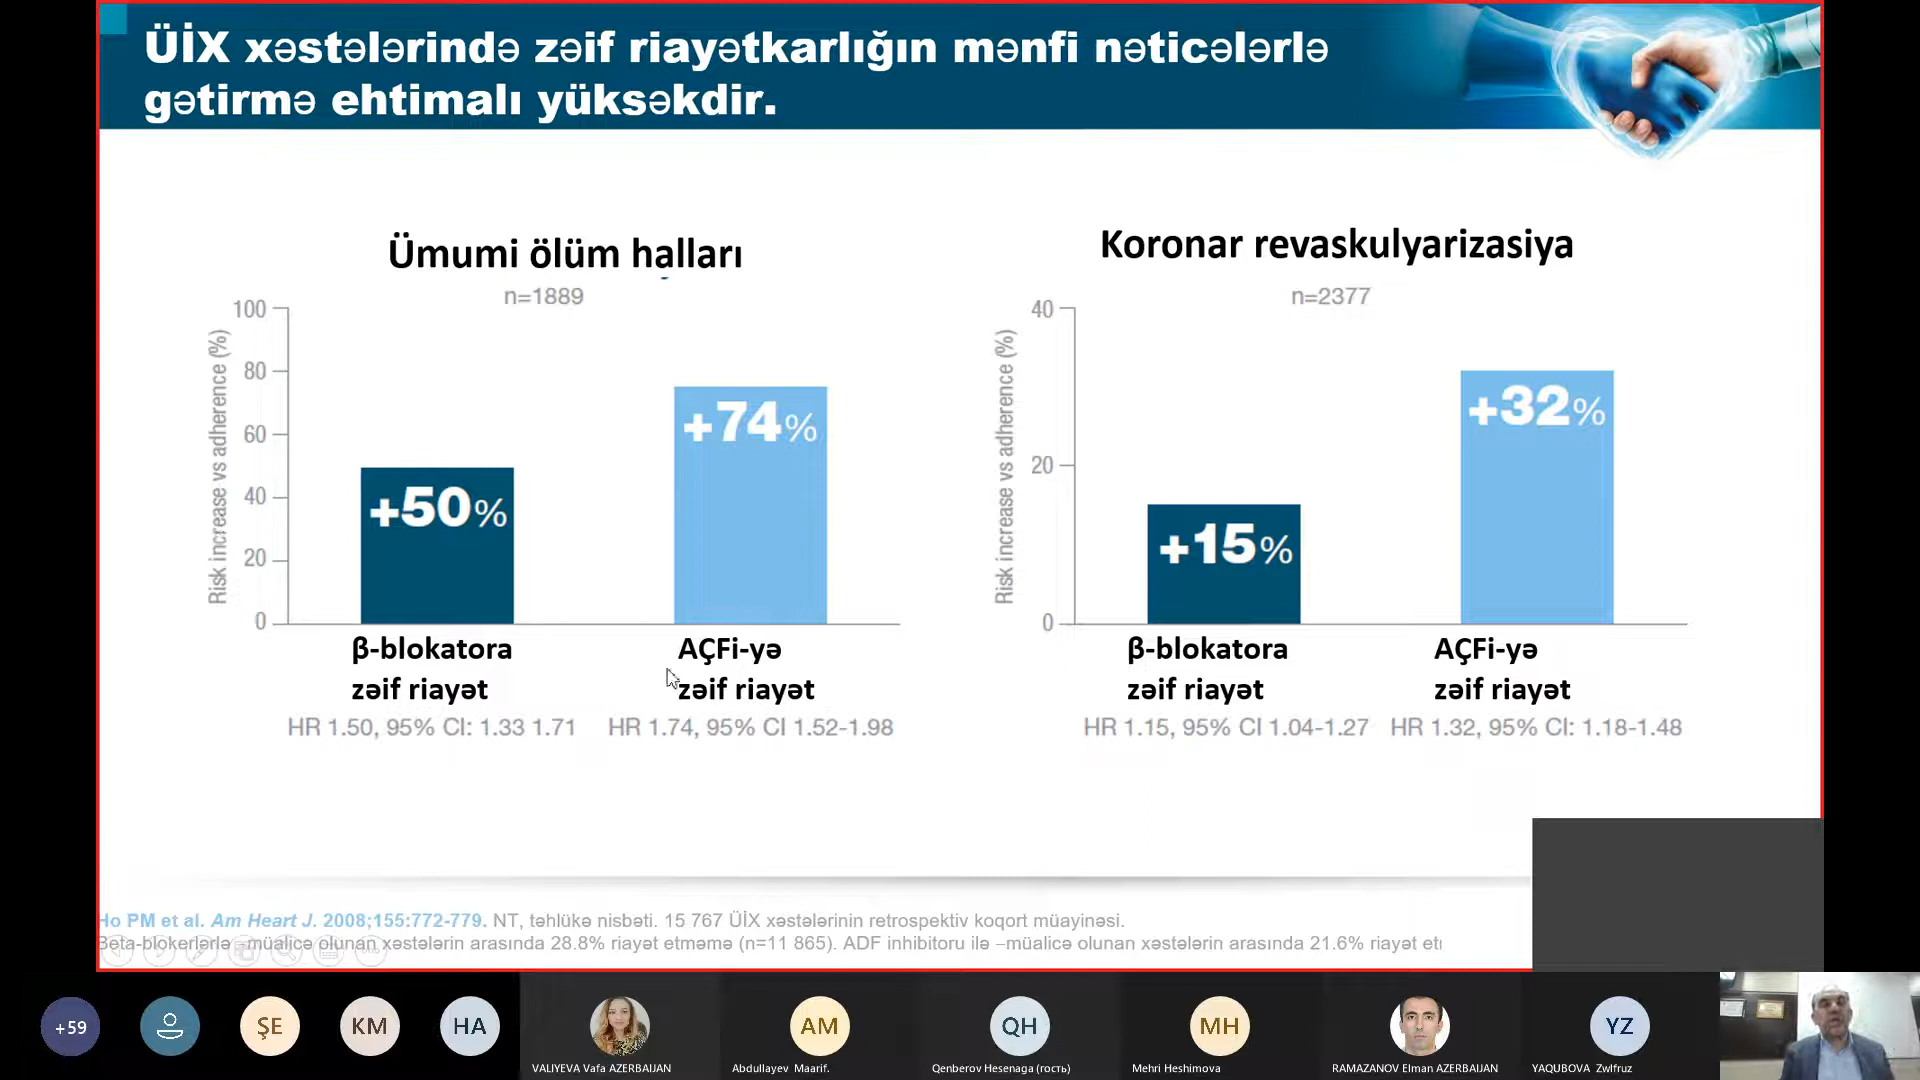 ÜİX xəstələrində zəif riayətkarlığın mənfi nəticələrlə
gətirmə ehtimalı yüksəkdir.
Ümumi ölüm halları
n=1889
Risk increase vs adherence (%)
100
80
60
40
20
0
+50%
+74%
β-blokatora
zəif riayət
AÇFi-yə
zəif riayət
HR 1.50, 95% CI: 1.33 1.71
HR 1.74, 95% CI 1.52-1.98
Koronar revaskulyarizasiya
n=2377
Risk increase vs adherence (%)
40
20
0
+15%
+32%
β-blokatora
zəif riayət
AÇFi-yə
zəif riayət
HR 1.15, 95% CI 1.04-1.27
HR 1.32, 95% CI: 1.18-1.48
Ho PM et al. Am Heart J. 2008;155:772-779. NT, təhlükə nisbəti. 15 767 ÜİX xəstələrinin retrospektiv koqort müayinəsi.
Beta-blokerlərlə –müalicə olunan xəstələrin arasında 28.8% riayət etməmə (n=11 865). ADF inhibitoru ilə –müalicə olunan xəstələrin arasında 21.6% riayət
+59
ŞE
KM
HA
VALIYEVA Vafa AZERBAIJAN
AM
Abdullayev Maarif.
QH
Qenberov Hesenaga (гость)
MH
Mehri Heshimova
RAMAZANOV Elman AZERBAIJAN
YZ
YAQUBOVA Zwlfruz